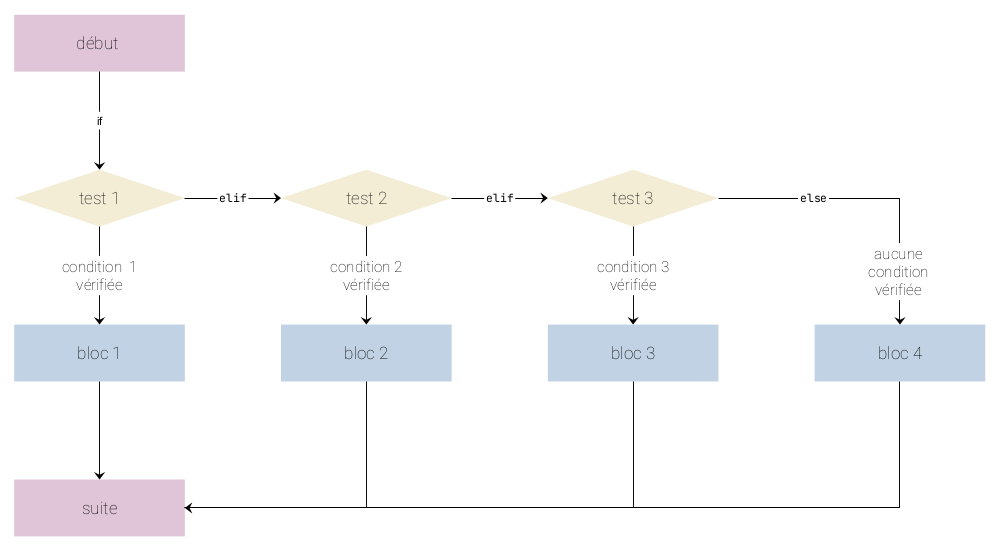 début
if
test 1
elif
test 2
elif
test 3
else
condition 1
vérifiée
condition 2
vérifiée
condition 3
vérifiée
aucune
condition
vérifiée
bloc 1
bloc 2
bloc 3
bloc 4
suite